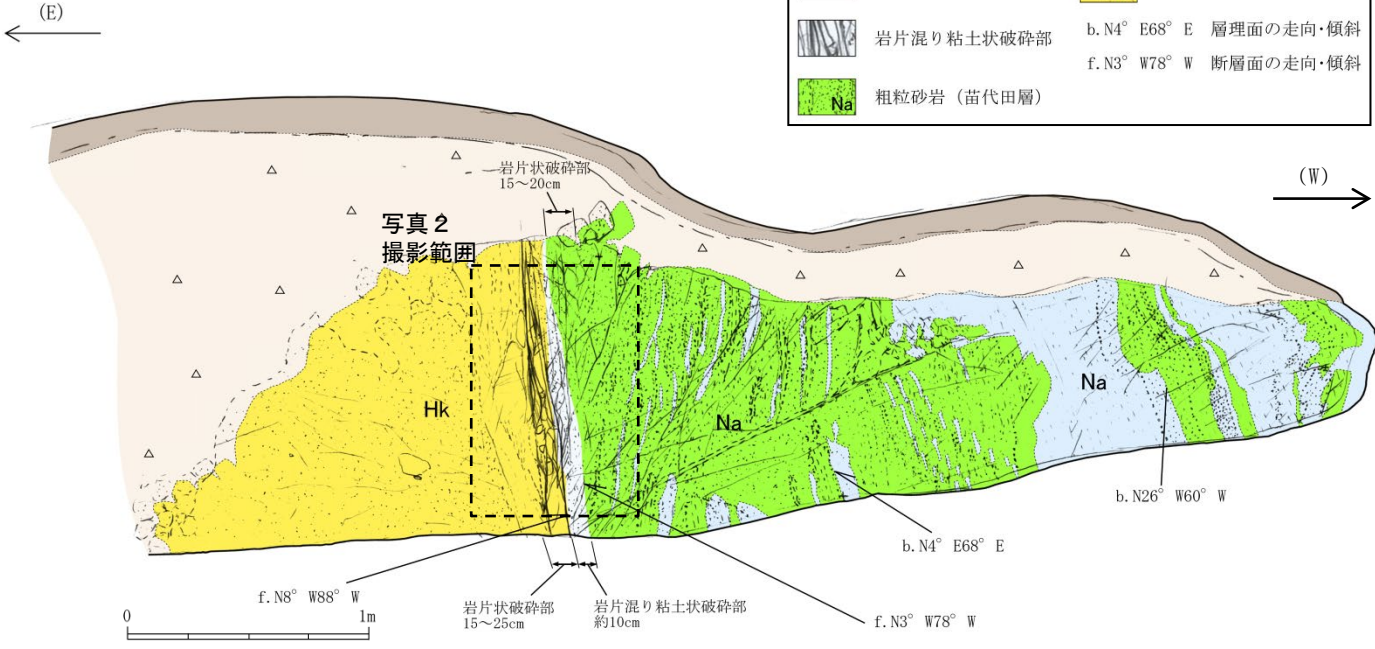 (E)
岩片混り粘土状破砕部
b.N4° E68° E 層理面の走向・傾斜
f.N3° W78° W 断層面の走向・傾斜
Na
粗粒砂岩 (苗代田層)
(W)
岩片状破砕部
15~20cm
写真2
撮影範囲
Hk
Na
Na
b.N26° W60° W
b.N4° E68° E
f.N8° W88° W
岩片状破砕部
15~25cm
岩片混り粘土状破砕部
約10cm
f.N3° W78° W
0
1m